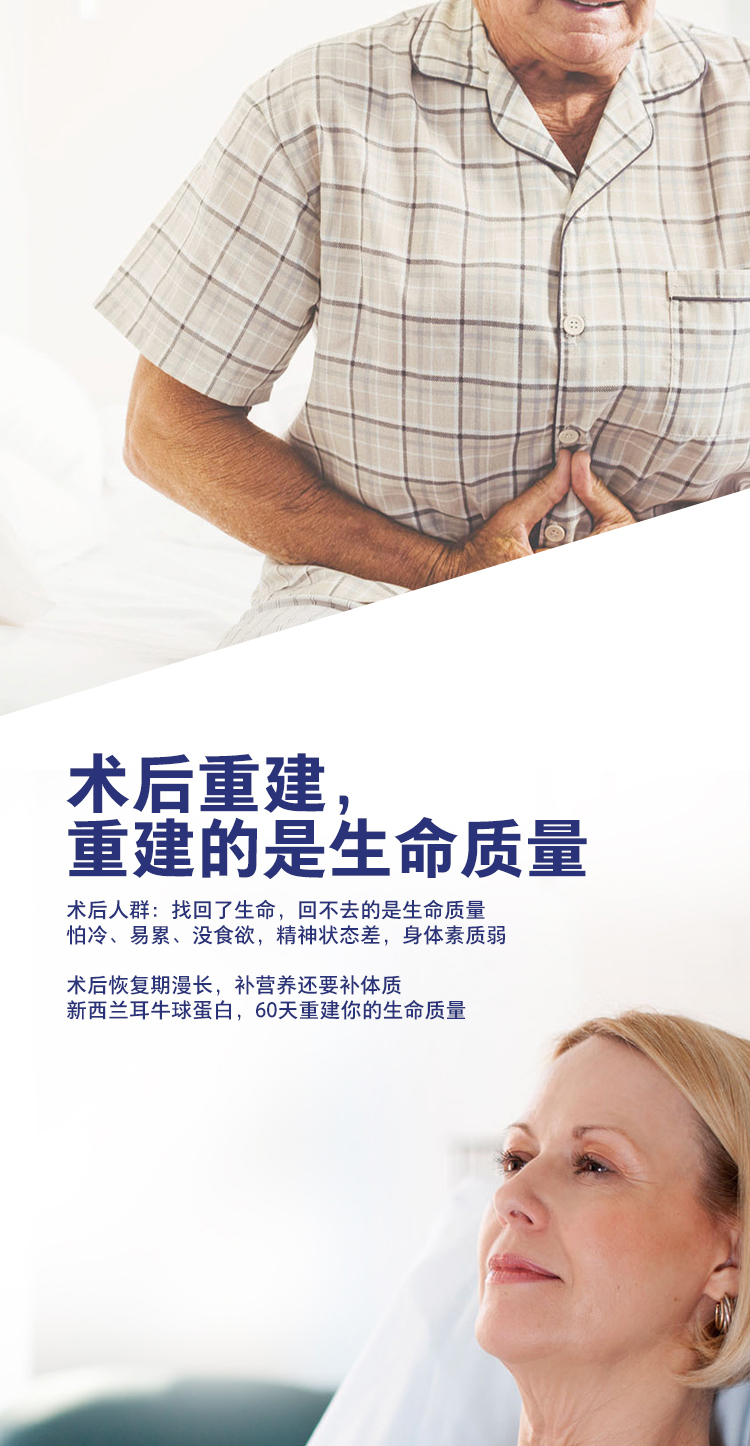 术后重建，
重建的是生命质量
术后人群：找回了生命，回不去的是生命质量
怕冷、易累、没食欲，精神状态差，身体素质弱
术后恢复期漫长，补营养还要补体质
新西兰耳牛球蛋白，60天重建你的生命质量